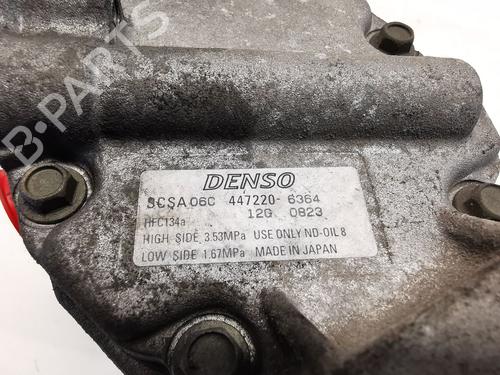 DENSO
SCSA06C 447220-6364
12G 0823
HFC134a
HIGH SIDE 3.53MPa USE ONLY ND-OIL 8
LOW SIDE 1.67MPa MADE IN JAPAN
B-PARTS